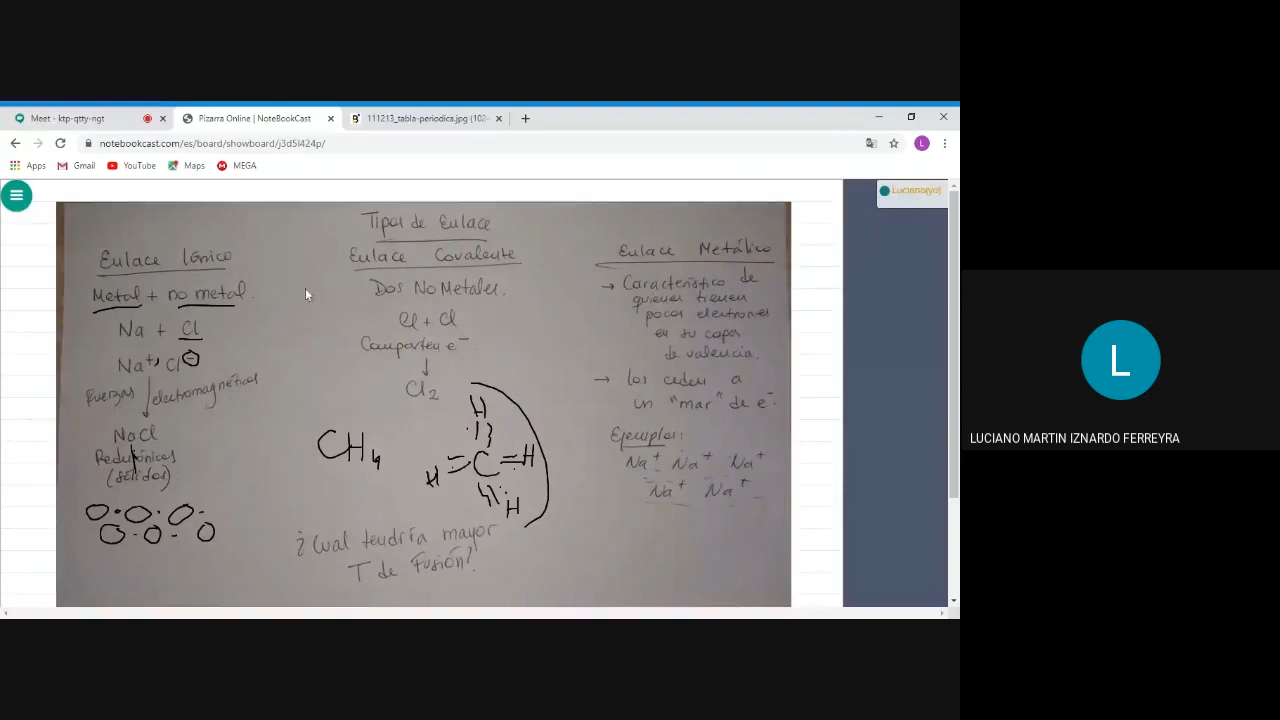 Meet - ktp-qtty-ngt
Pizarra Online | NoteBookCast
111213_tabla-periodica.jpg (102
notebookcast.com/es/board/showboard/j3d5l424p/
Apps
Gmail
YouTube
Maps
MEGA
L
Luciano(yo)
Tipos de Enlace
Enlace Iónico
Metal + no metal.
Na + Cl
Na+, Cl-
Fuerzas electromagnéticas
NaCl
Redes iónicas
(sólidos)
Enlace Covalente
Dos No Metales.
Cl + Cl
Comparten e-
↓
Cl2
CH4
H
H = C = H
H
¿Cual tendría mayor
T de Fusión?
Enlace Metálico
→ Característico de
quienes tienen
pocos electrones
en su capa
de valencia.
→ los ceden a
un "mar" de e-
Ejemplos:
Na+ Na+ Na+
Na+ Na+
L
LUCIANO MARTIN IZNARDO FERREYRA